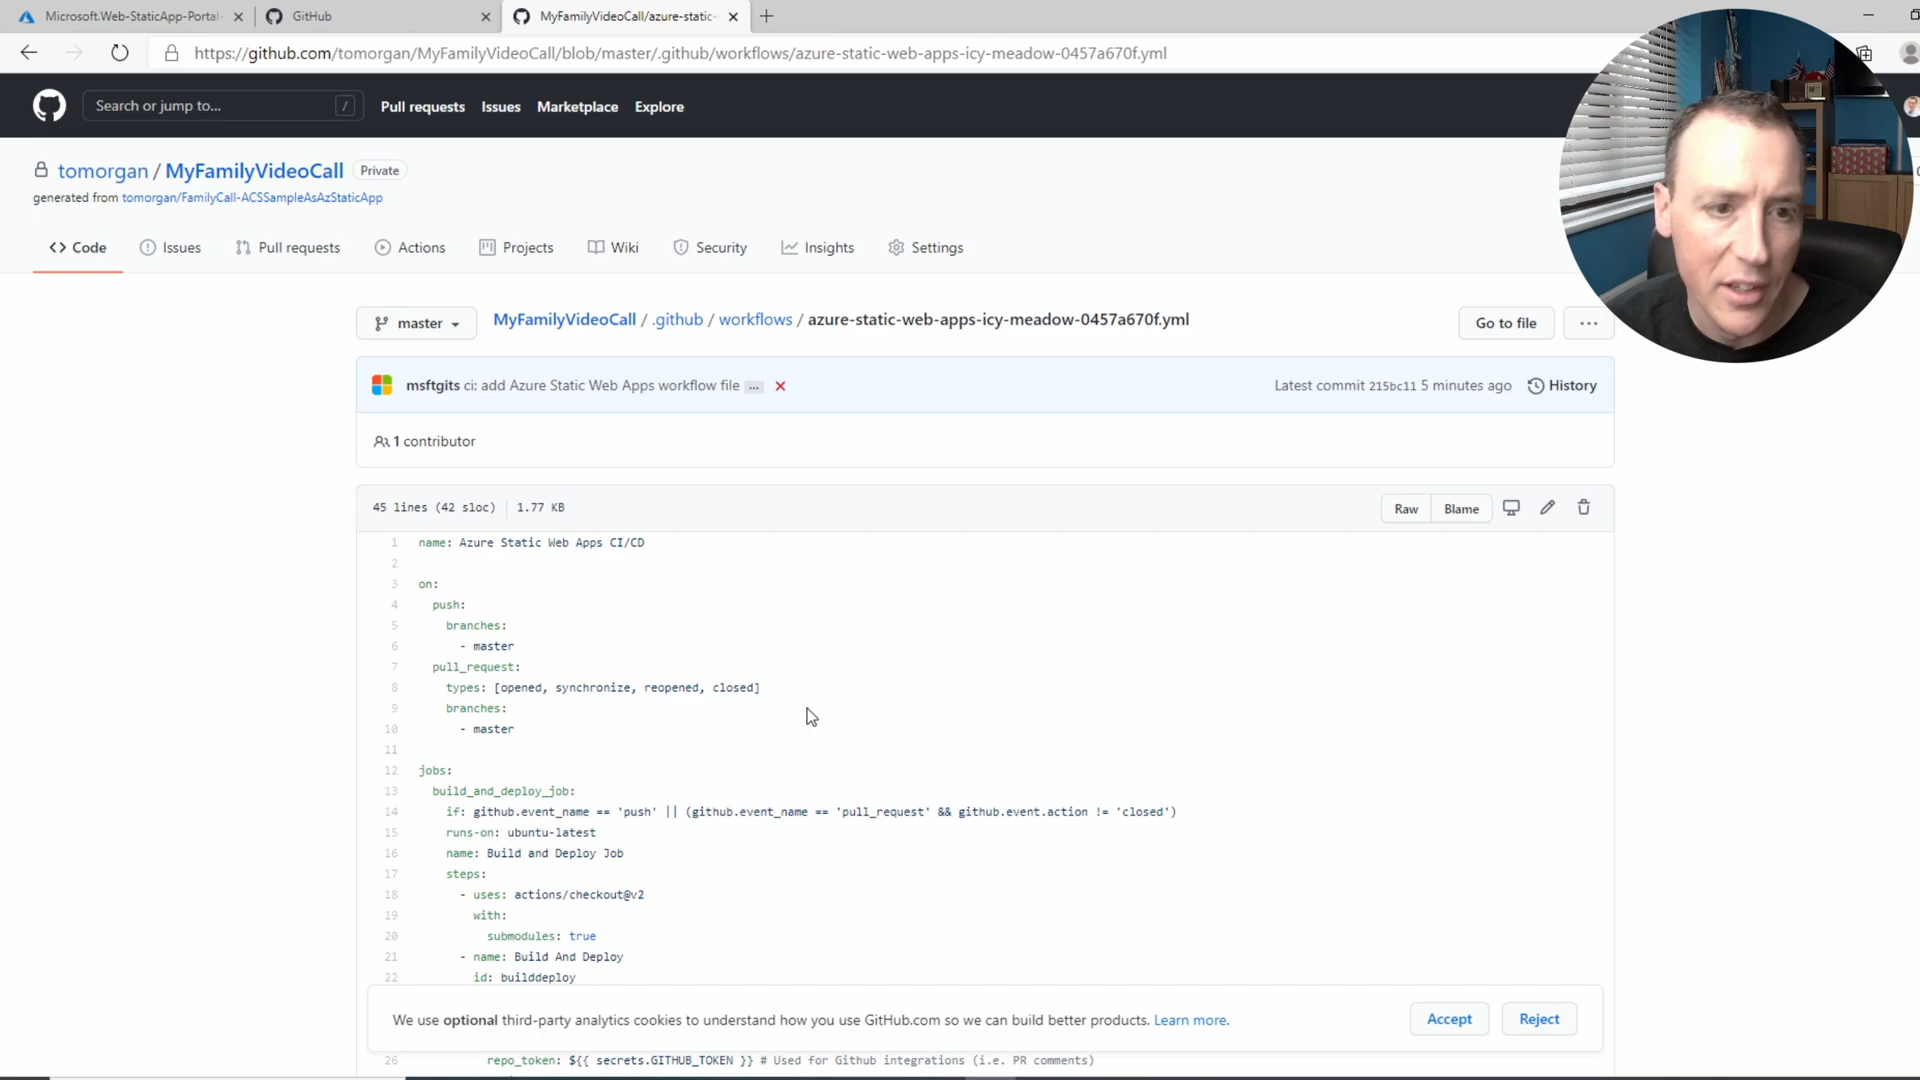 Microsoft.Web-StaticApp-Portal-
GitHub
MyFamilyVideoCall/azure-static-
https://github.com/tomorgan/MyFamilyVideoCall/blob/master/.github/workflows/azure-static-web-apps-icy-meadow-0457a670f.yml
Search or jump to... /
Pull requests Issues Marketplace Explore
tomorgan / MyFamilyVideoCall Private
generated from tomorgan/FamilyCall-ACSSampleAsAzStaticApp
Code Issues Pull requests Actions Projects Wiki Security Insights Settings
master MyFamilyVideoCall / .github / workflows / azure-static-web-apps-icy-meadow-0457a670f.yml Go to file ...
msftgits ci: add Azure Static Web Apps workflow file ... Latest commit 215bc11 5 minutes ago History
1 contributor
45 lines (42 sloc) 1.77 KB Raw Blame
1 name: Azure Static Web Apps CI/CD
2
3 on:
4 push:
5 branches:
6 - master
7 pull_request:
8 types: [opened, synchronize, reopened, closed]
9 branches:
10 - master
11
12 jobs:
13 build_and_deploy_job:
14 if: github.event_name == 'push' || (github.event_name == 'pull_request' && github.event.action != 'closed')
15 runs-on: ubuntu-latest
16 name: Build and Deploy Job
17 steps:
18 - uses: actions/checkout@v2
19 with:
20 submodules: true
21 - name: Build And Deploy
22 id: builddeploy
We use optional third-party analytics cookies to understand how you use GitHub.com so we can build better products. Learn more. Accept Reject
26 repo_token: ${{ secrets.GITHUB_TOKEN }} # Used for Github integrations (i.e. PR comments)